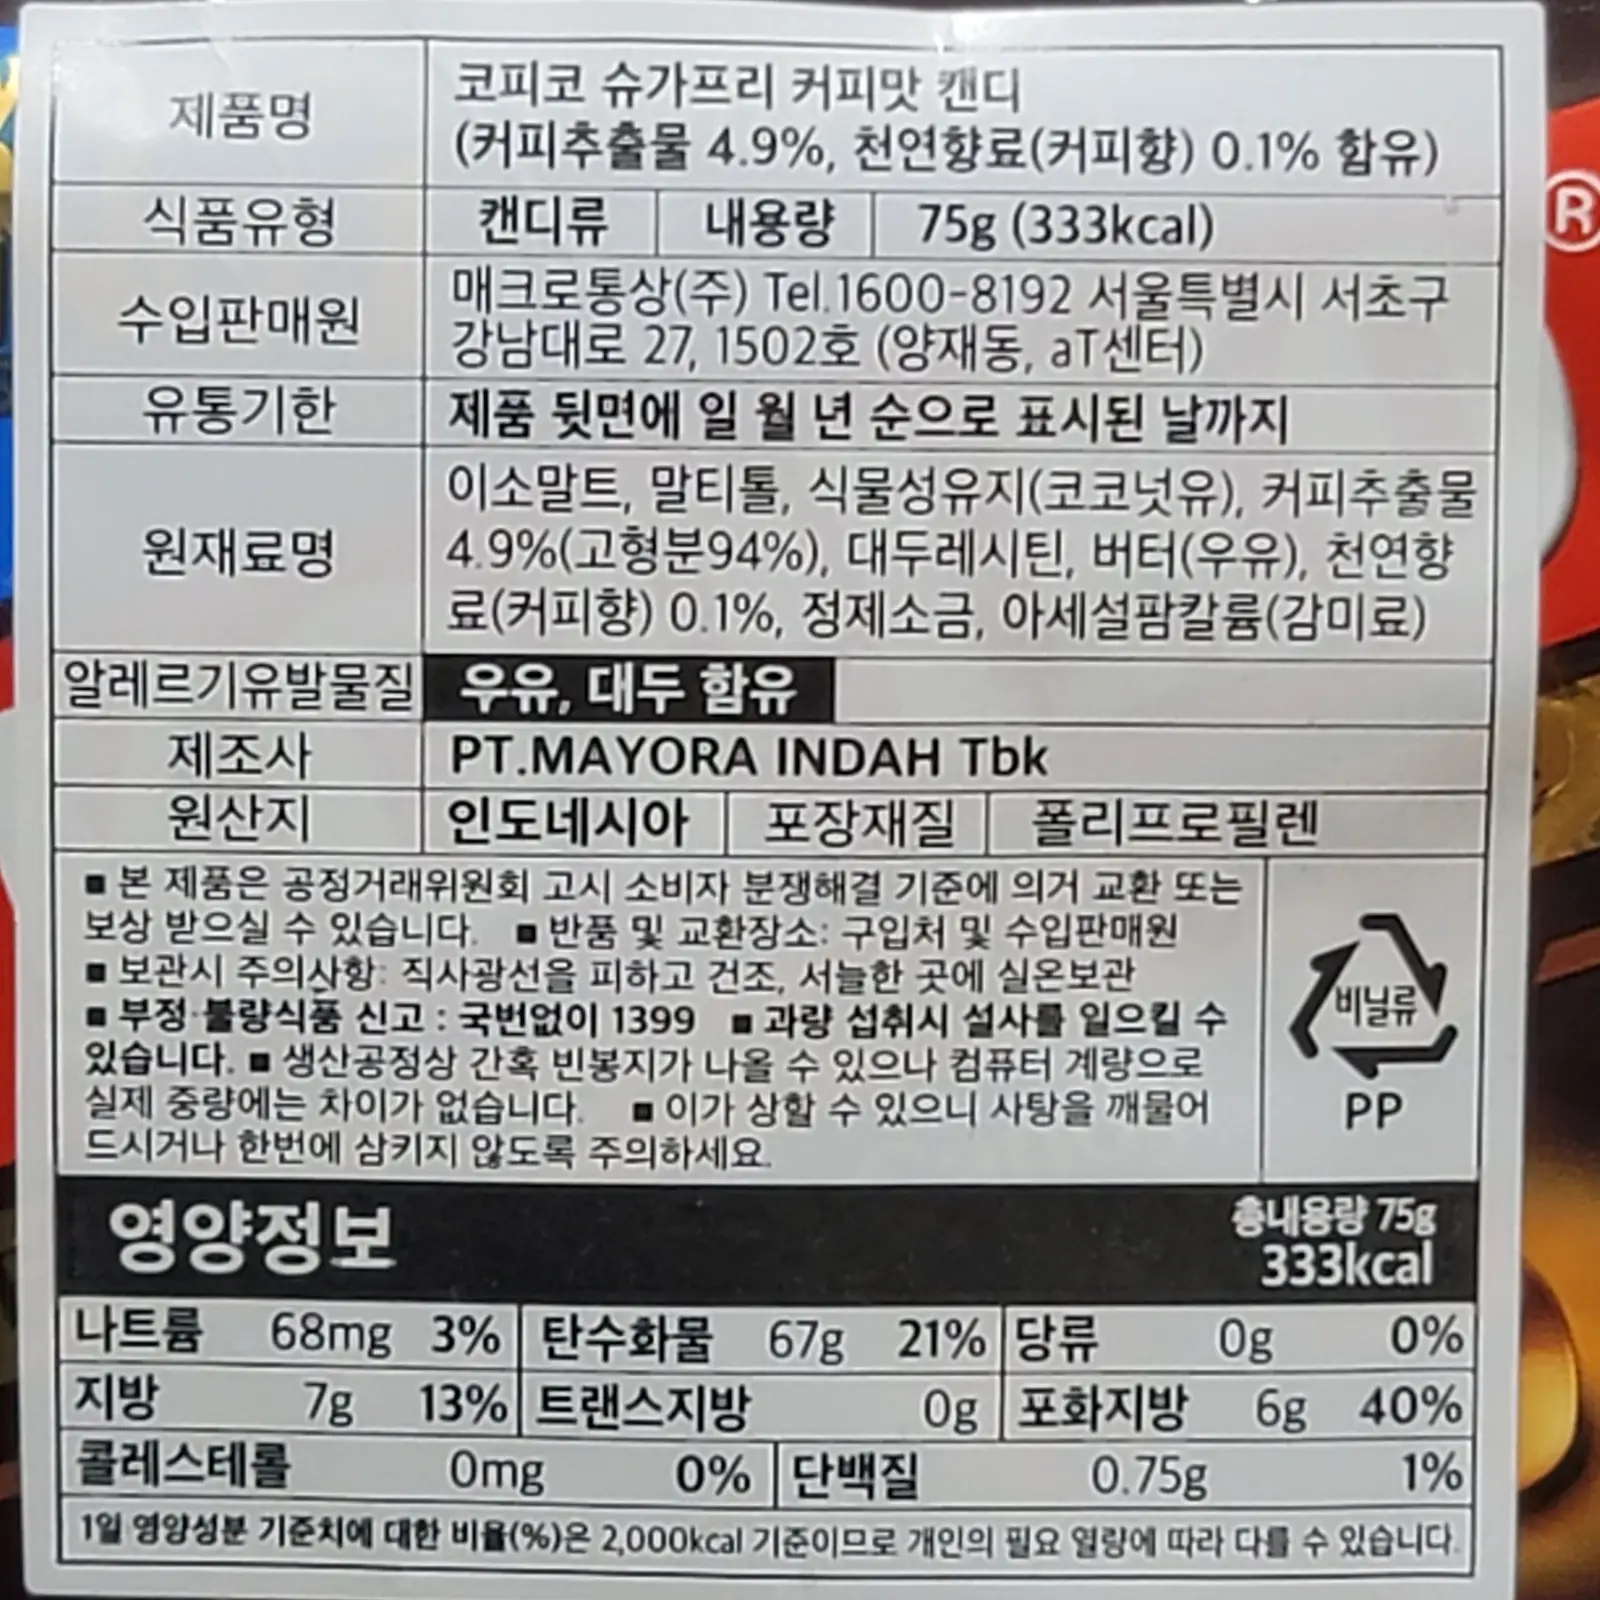 제품명
코피코 슈가프리 커피맛 캔디
(커피추출물 4.9%, 천연향료(커피향) 0.1% 함유)
식품유형 캔디류 내용량 75g (333kcal)
수입판매원
매크로통상(주) Tel.1600-8192 서울특별시 서초구
강남대로 27, 1502호 (양재동, aT센터)
유통기한 제품 뒷면에 일 월 년 순으로 표시된 날까지
원재료명
이소말트, 말티톨, 식물성유지(코코넛유), 커피추출물
4.9%(고형분94%), 대두레시틴, 버터(우유), 천연향
료(커피향) 0.1%, 정제소금, 아세설팜칼륨(감미료)
알레르기유발물질 우유, 대두 함유
제조사 PT.MAYORA INDAH Tbk
원산지 인도네시아 포장재질 폴리프로필렌
■ 본 제품은 공정거래위원회 고시 소비자 분쟁해결 기준에 의거 교환 또는
보상 받으실 수 있습니다. ■ 반품 및 교환장소: 구입처 및 수입판매원
■ 보관시 주의사항: 직사광선을 피하고 건조, 서늘한 곳에 실온보관
■ 부정·불량식품 신고 : 국번없이 1399 ■ 과량 섭취시 설사를 일으킬 수
있습니다. ■ 생산공정상 간혹 빈봉지가 나올 수 있으나 컴퓨터 계량으로
실제 중량에는 차이가 없습니다. ■ 이가 상할 수 있으니 사탕을 깨물어
드시거나 한번에 삼키지 않도록 주의하세요.
비닐류
PP
영양정보
총내용량 75g
333kcal
나트륨 68mg 3% 탄수화물 67g 21% 당류 0g 0%
지방 7g 13% 트랜스지방 0g 포화지방 6g 40%
콜레스테롤 0mg 0% 단백질 0.75g 1%
1일 영양성분 기준치에 대한 비율(%)은 2,000kcal 기준이므로 개인의 필요 열량에 따라 다를 수 있습니다.
®